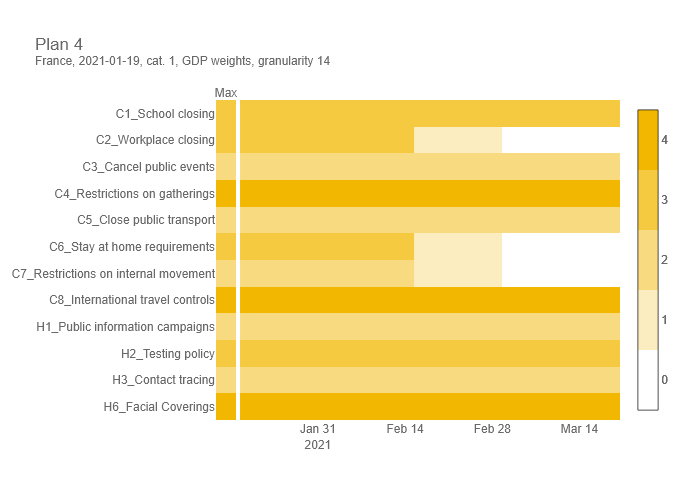 Plan 4
France, 2021-01-19, cat. 1, GDP weights, granularity 14
Max
C1_School closing
C2_Workplace closing
C3_Cancel public events
C4_Restrictions on gatherings
C5_Close public transport
C6_Stay at home requirements
C7_Restrictions on internal movement
C8_International travel controls
H1_Public information campaigns
H2_Testing policy
H3_Contact tracing
H6_Facial Coverings
Jan 31
2021
Feb 14
Feb 28
Mar 14
4
3
2
1
0